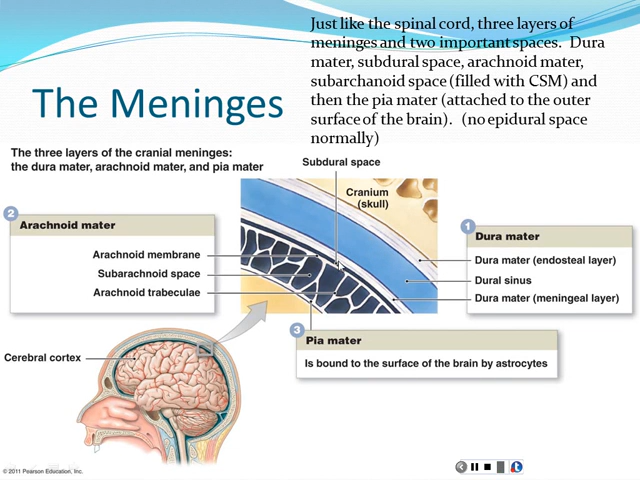 Just like the spinal cord, three layers of
meninges and two important spaces. Dura
mater, subdural space, arachnoid mater,
subarchanoid space (filled with CSM) and
then the pia mater (attached to the outer
surface of the brain). (no epidural space
normally)
The Meninges
The three layers of the cranial meninges:
the dura mater, arachnoid mater, and pia mater
Subdural space
Cranium
(skull)
2
Arachnoid mater
Arachnoid membrane
Subarachnoid space
Arachnoid trabeculae
1
Dura mater
Dura mater (endosteal layer)
Dural sinus
Dura mater (meningeal layer)
3
Pia mater
Is bound to the surface of the brain by astrocytes
Cerebral cortex
© 2011 Pearson Education, Inc.
t